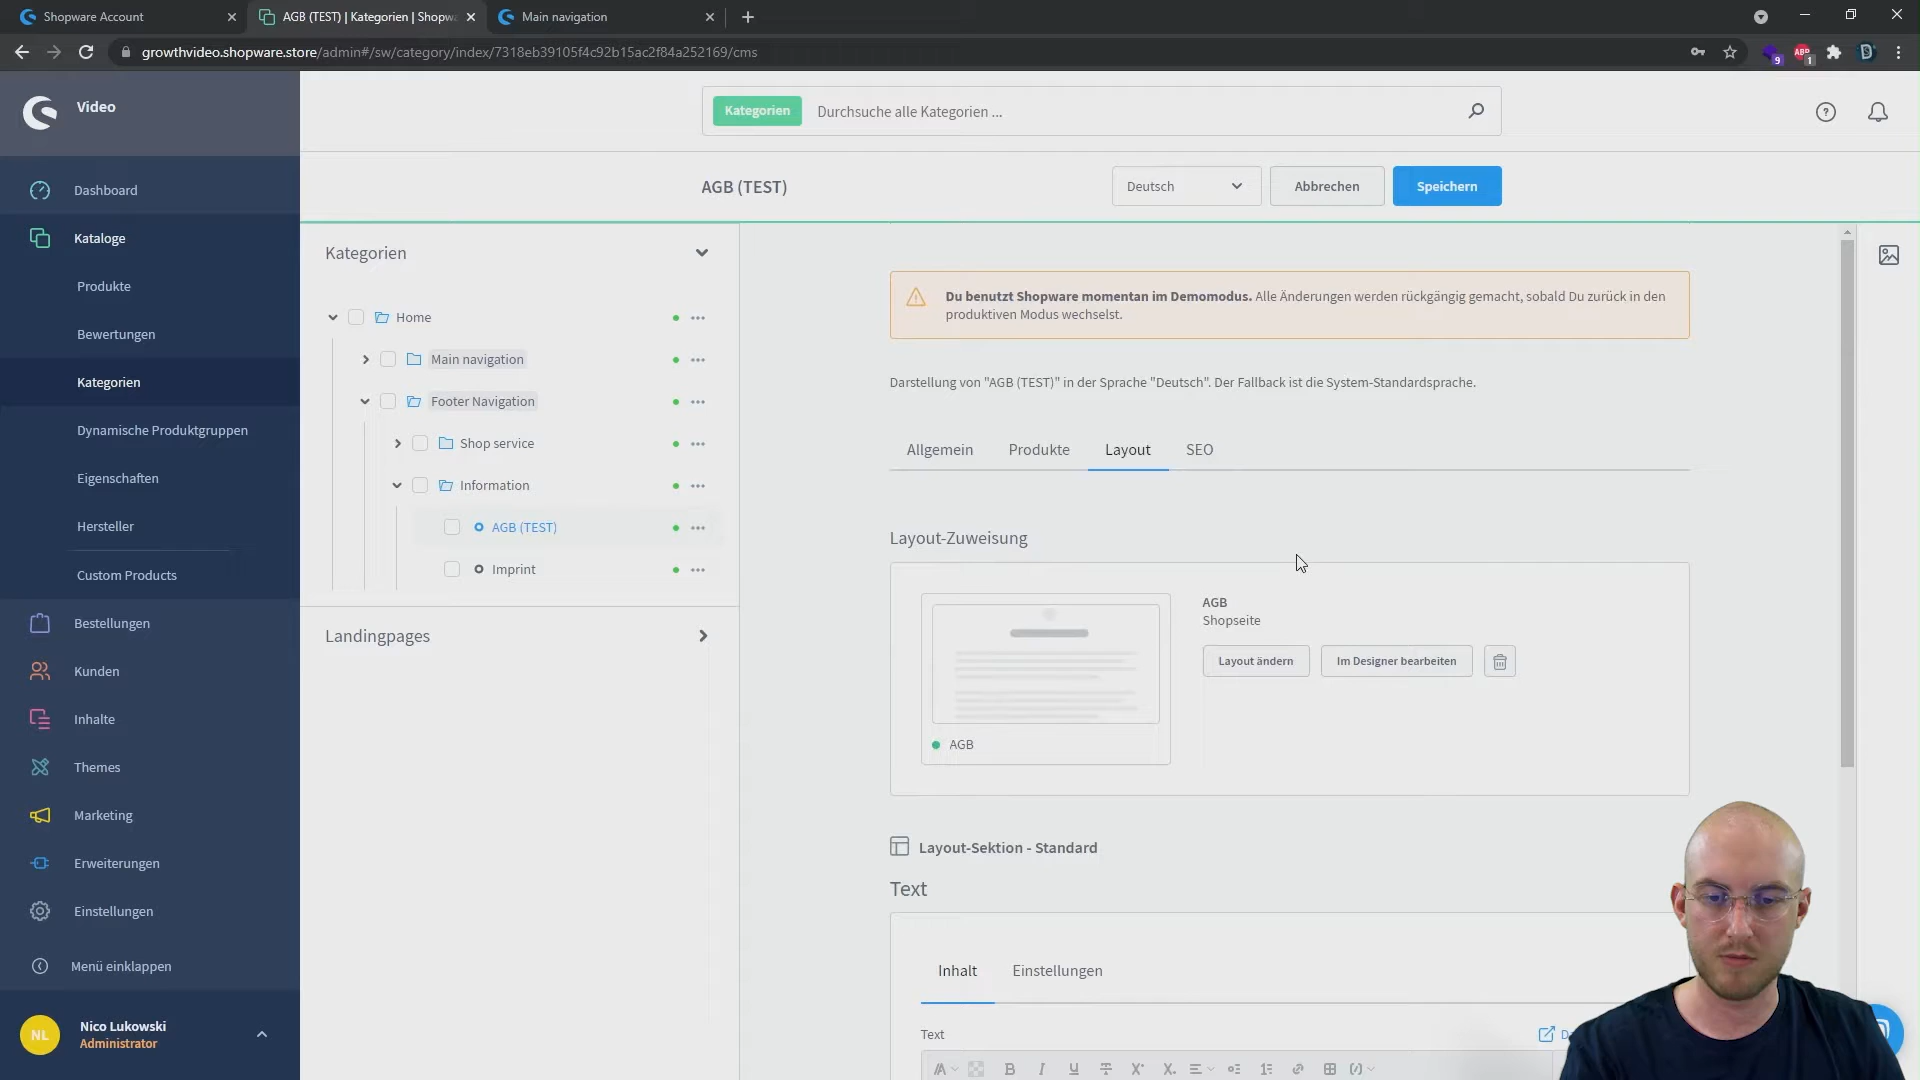 Shopware Account
AGB (TEST) | Kategorien | Shopwa
Main navigation
growthvideo.shopware.store/admin#/sw/category/index/7318eb39105f4c92b15ac2f84a252169/cms
ABP
9
1
Video
Kategorien
Durchsuche alle Kategorien ...
AGB (TEST)
Deutsch
Abbrechen
Speichern
Dashboard
Kataloge
Produkte
Bewertungen
Kategorien
Dynamische Produktgruppen
Eigenschaften
Hersteller
Custom Products
Bestellungen
Kunden
Inhalte
Themes
Marketing
Erweiterungen
Einstellungen
Menü einklappen
NL
Nico Lukowski
Administrator
Kategorien
Home
Main navigation
Footer Navigation
Shop service
Information
AGB (TEST)
Imprint
Landingpages
Du benutzt Shopware momentan im Demomodus. Alle Änderungen werden rückgängig gemacht, sobald Du zurück in den
produktiven Modus wechselst.
Darstellung von "AGB (TEST)" in der Sprache "Deutsch". Der Fallback ist die System-Standardsprache.
Allgemein
Produkte
Layout
SEO
Layout-Zuweisung
AGB
Shopseite
Layout ändern
Im Designer bearbeiten
AGB
Layout-Sektion - Standard
Text
Inhalt
Einstellungen
Text